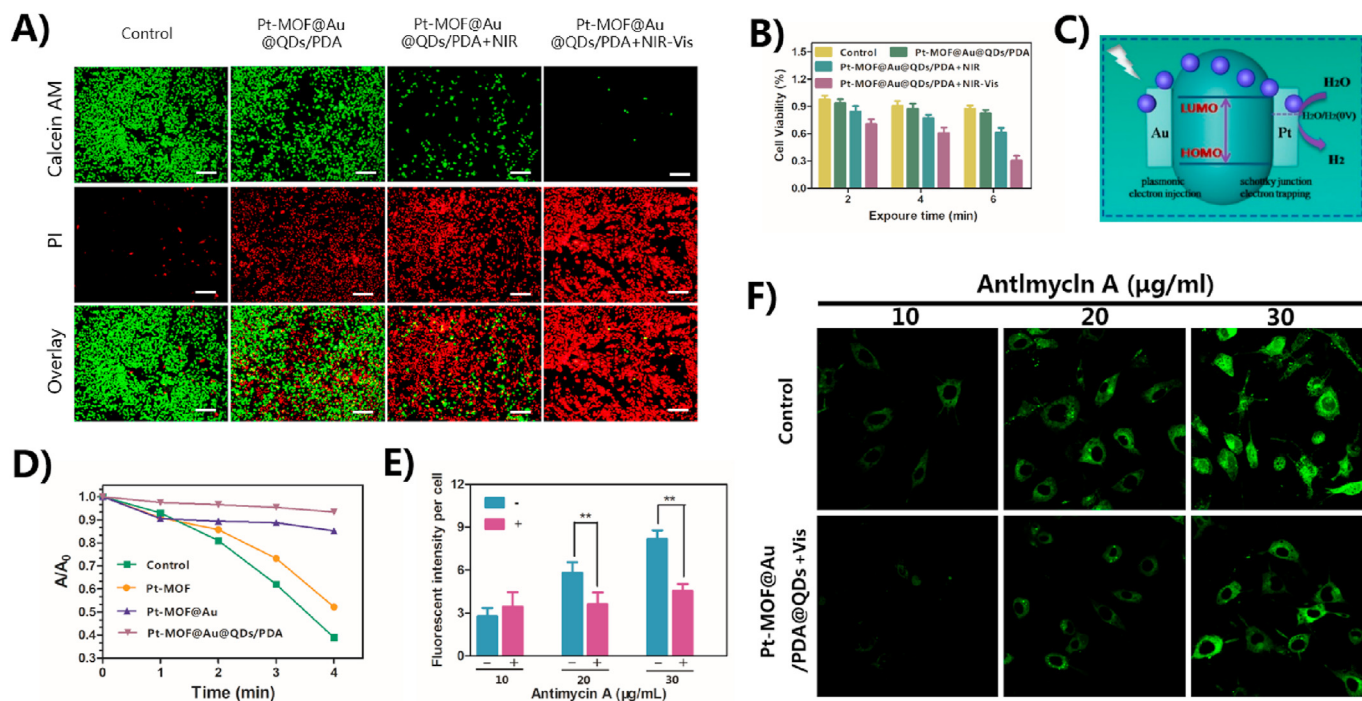 A)
Control
Pt-MOF@Au
@QDs/PDA
Pt-MOF@Au
@QDs/PDA+NIR
Pt-MOF@Au
@QDs/PDA+NIR-Vis
Calcein AM
PI
Overlay
B)
Cell Viability (%)
1.5
1.2
0.9
0.6
0.3
0.0
Control
Pt-MOF@Au@QDs/PDA
Pt-MOF@Au@QDs/PDA+NIR
Pt-MOF@Au@QDs/PDA+NIR-Vis
2
4
6
Expoure time (min)
C)
LUMO
HOMO
Au
Pt
H₂O
H₂O/H₂(0V)
H₂
plasmonic
electron injection
schottky junction
electron trapping
D)
A/A₀
1.0
0.9
0.8
0.7
0.6
0.5
0.4
0.3
Control
Pt-MOF
Pt-MOF@Au
Pt-MOF@Au@QDs/PDA
0
1
2
3
4
Time (min)
E)
Fluorescent intensity per cell
12
9
6
3
0
-
+
**
**
− + − + − +
10
20
30
Antimycin A (μg/mL)
F)
AntImycIn A (μg/ml)
10
20
30
Control
Pt-MOF@Au
/PDA@QDs+Vis